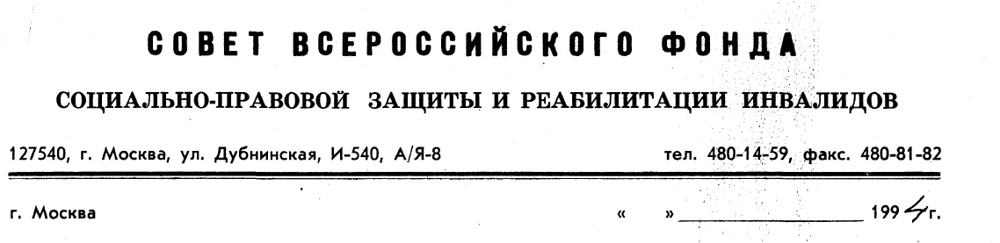 СОВЕТ ВСЕРОССИЙСКОГО ФОНДА
СОЦИАЛЬНО-ПРАВОВОЙ ЗАЩИТЫ И РЕАБИЛИТАЦИИ ИНВАЛИДОВ
127540, г. Москва, ул. Дубнинская, И-540, А/Я-8 тел. 480-14-59, факс. 480-81-82
г. Москва « » 1994 г.